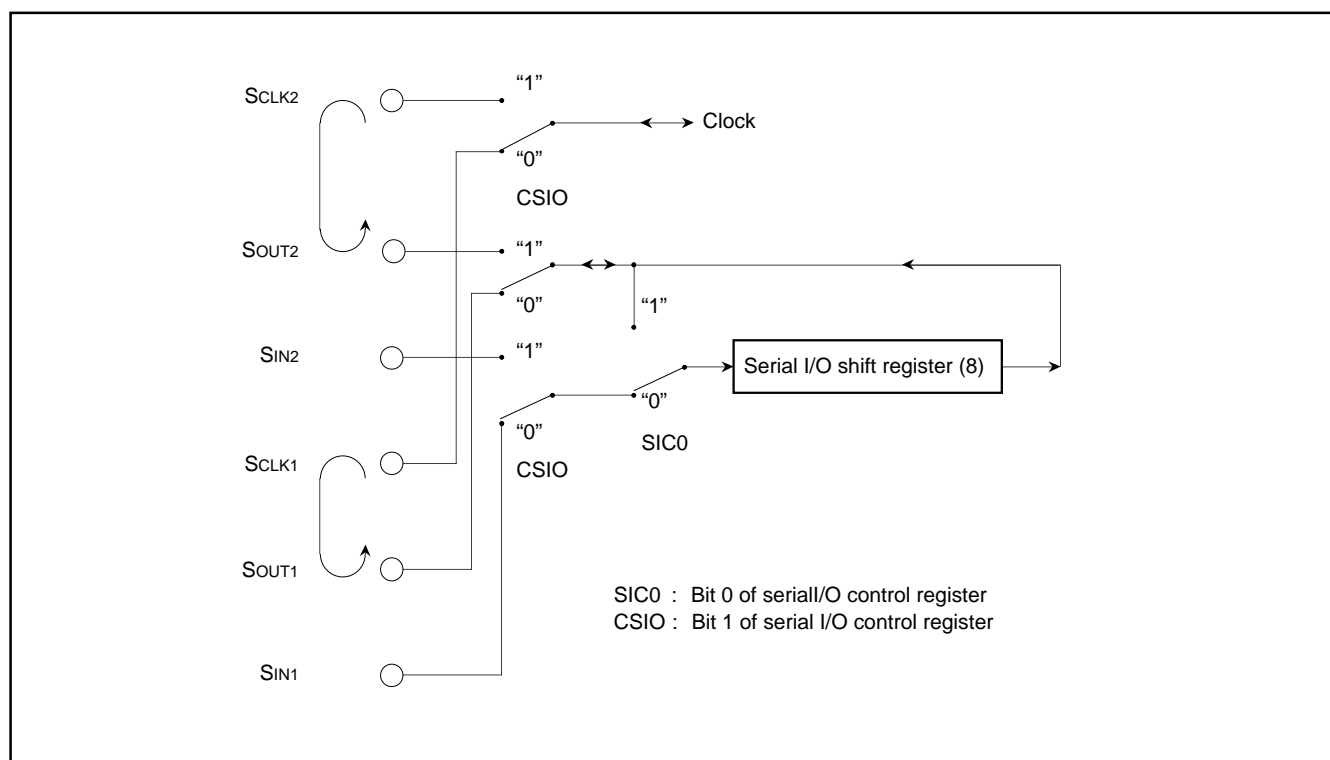 SCLK2
“1”
Clock
“0”
CSIO
SOUT2
“1”
“0”
“1”
SIN2
“1”
Serial I/O shift register (8)
“0”
“0”
SIC0
SCLK1
CSIO
SOUT1
SIC0 : Bit 0 of serialI/O control register
CSIO : Bit 1 of serial I/O control register
SIN1